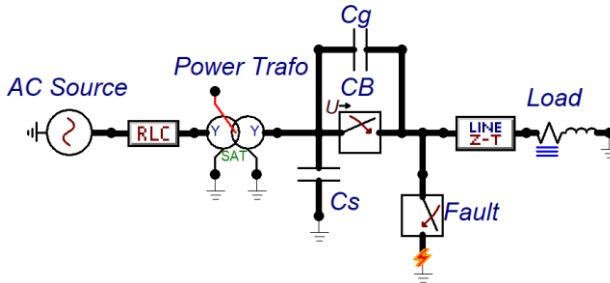 Cg
Power Trafo
CB
AC Source
U
Load
RLC
Y
Y
SAT
LINE
Z-T
Cs
Fault